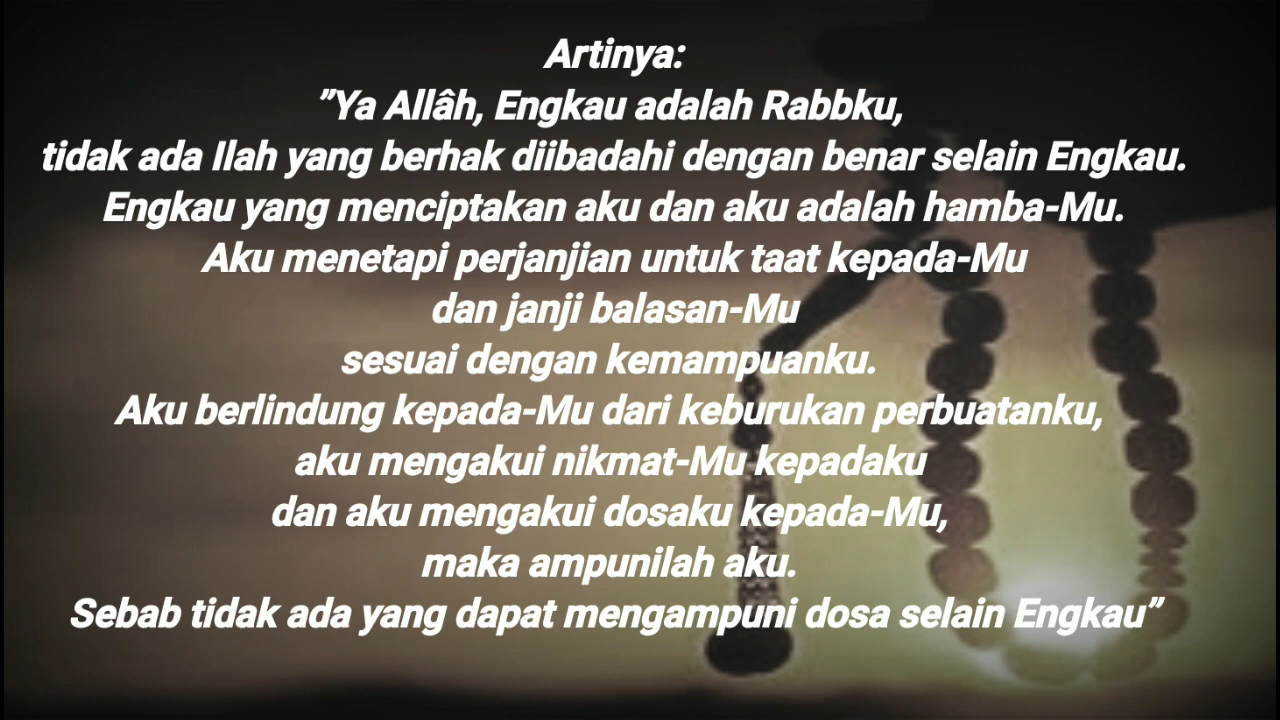 Artinya:
”Ya Allâh, Engkau adalah Rabbku,
tidak ada Ilah yang berhak diibadahi dengan benar selain Engkau.
Engkau yang menciptakan aku dan aku adalah hamba-Mu.
Aku menetapi perjanjian untuk taat kepada-Mu
dan janji balasan-Mu
sesuai dengan kemampuanku.
Aku berlindung kepada-Mu dari keburukan perbuatanku,
aku mengakui nikmat-Mu kepadaku
dan aku mengakui dosaku kepada-Mu,
maka ampunilah aku.
Sebab tidak ada yang dapat mengampuni dosa selain Engkau”